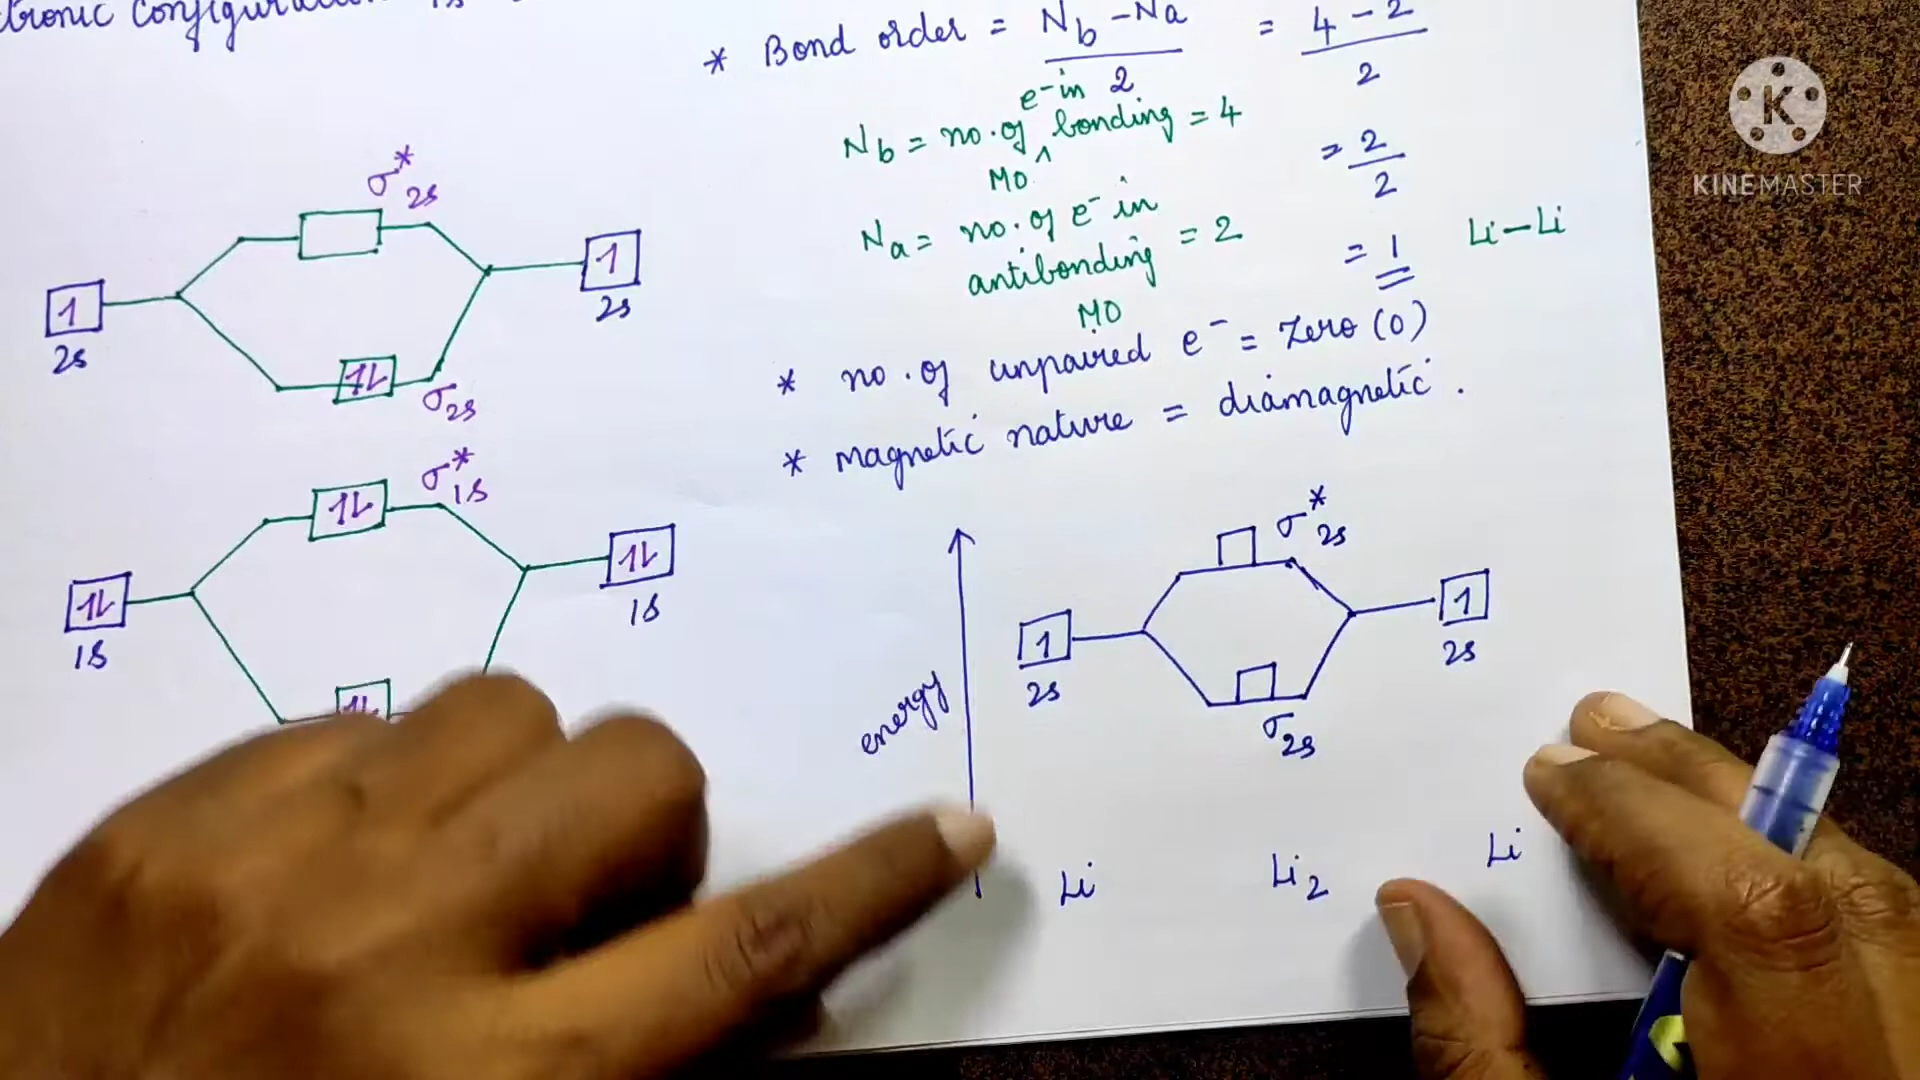 * Bond order = Nb - Na / 2 = 4 - 2 / 2
Nb = no. of e⁻ in bonding = 4
MO
= 2 / 2
Na = no. of e⁻ in
antibonding = 2
MO
= 1
Li-Li
* no. of unpaired e⁻ = Zero (0)
* magnetic nature = diamagnetic.
σ*2s
1
2s
1
2s
1L
σ2s
σ*1s
1L
1L
1s
1L
1s
1L
energy
σ*2s
1
2s
1
2s
σ2s
Li
Li₂
Li
K
KINEMASTER